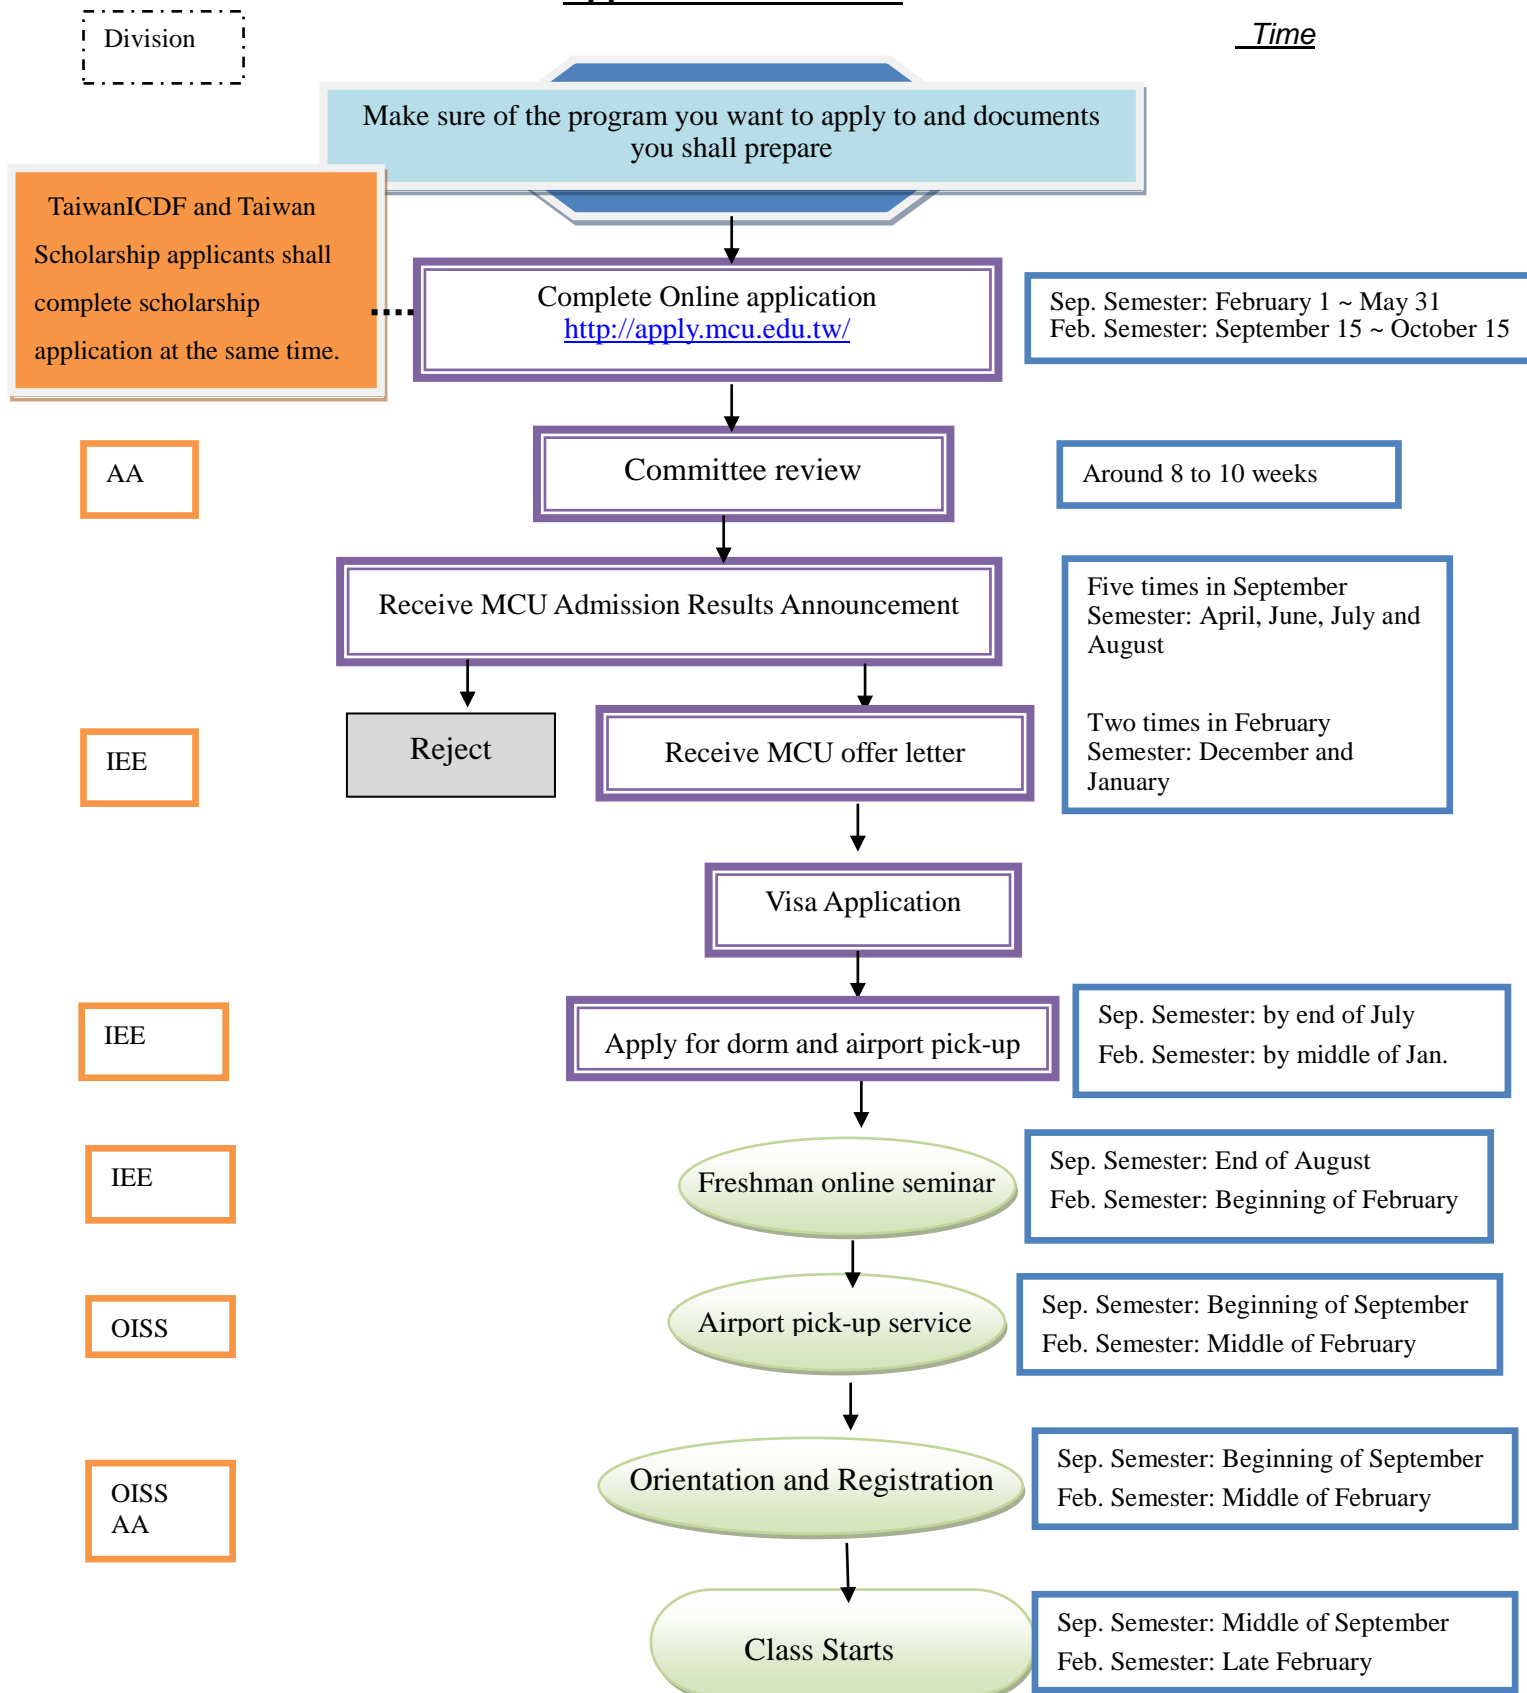 Division
Time
Make sure of the program you want to apply to and documents
you shall prepare
TaiwanICDF and Taiwan
Scholarship applicants shall
complete scholarship
application at the same time.
Complete Online application
http://apply.mcu.edu.tw/
Sep. Semester: February 1 ~ May 31
Feb. Semester: September 15 ~ October 15
AA
Committee review
Around 8 to 10 weeks
Receive MCU Admission Results Announcement
Five times in September
Semester: April, June, July and
August
Two times in February
Semester: December and
January
IEE
Reject
Receive MCU offer letter
Visa Application
IEE
Apply for dorm and airport pick-up
Sep. Semester: by end of July
Feb. Semester: by middle of Jan.
IEE
Freshman online seminar
Sep. Semester: End of August
Feb. Semester: Beginning of February
OISS
Airport pick-up service
Sep. Semester: Beginning of September
Feb. Semester: Middle of February
OISS
AA
Orientation and Registration
Sep. Semester: Beginning of September
Feb. Semester: Middle of February
Class Starts
Sep. Semester: Middle of September
Feb. Semester: Late February